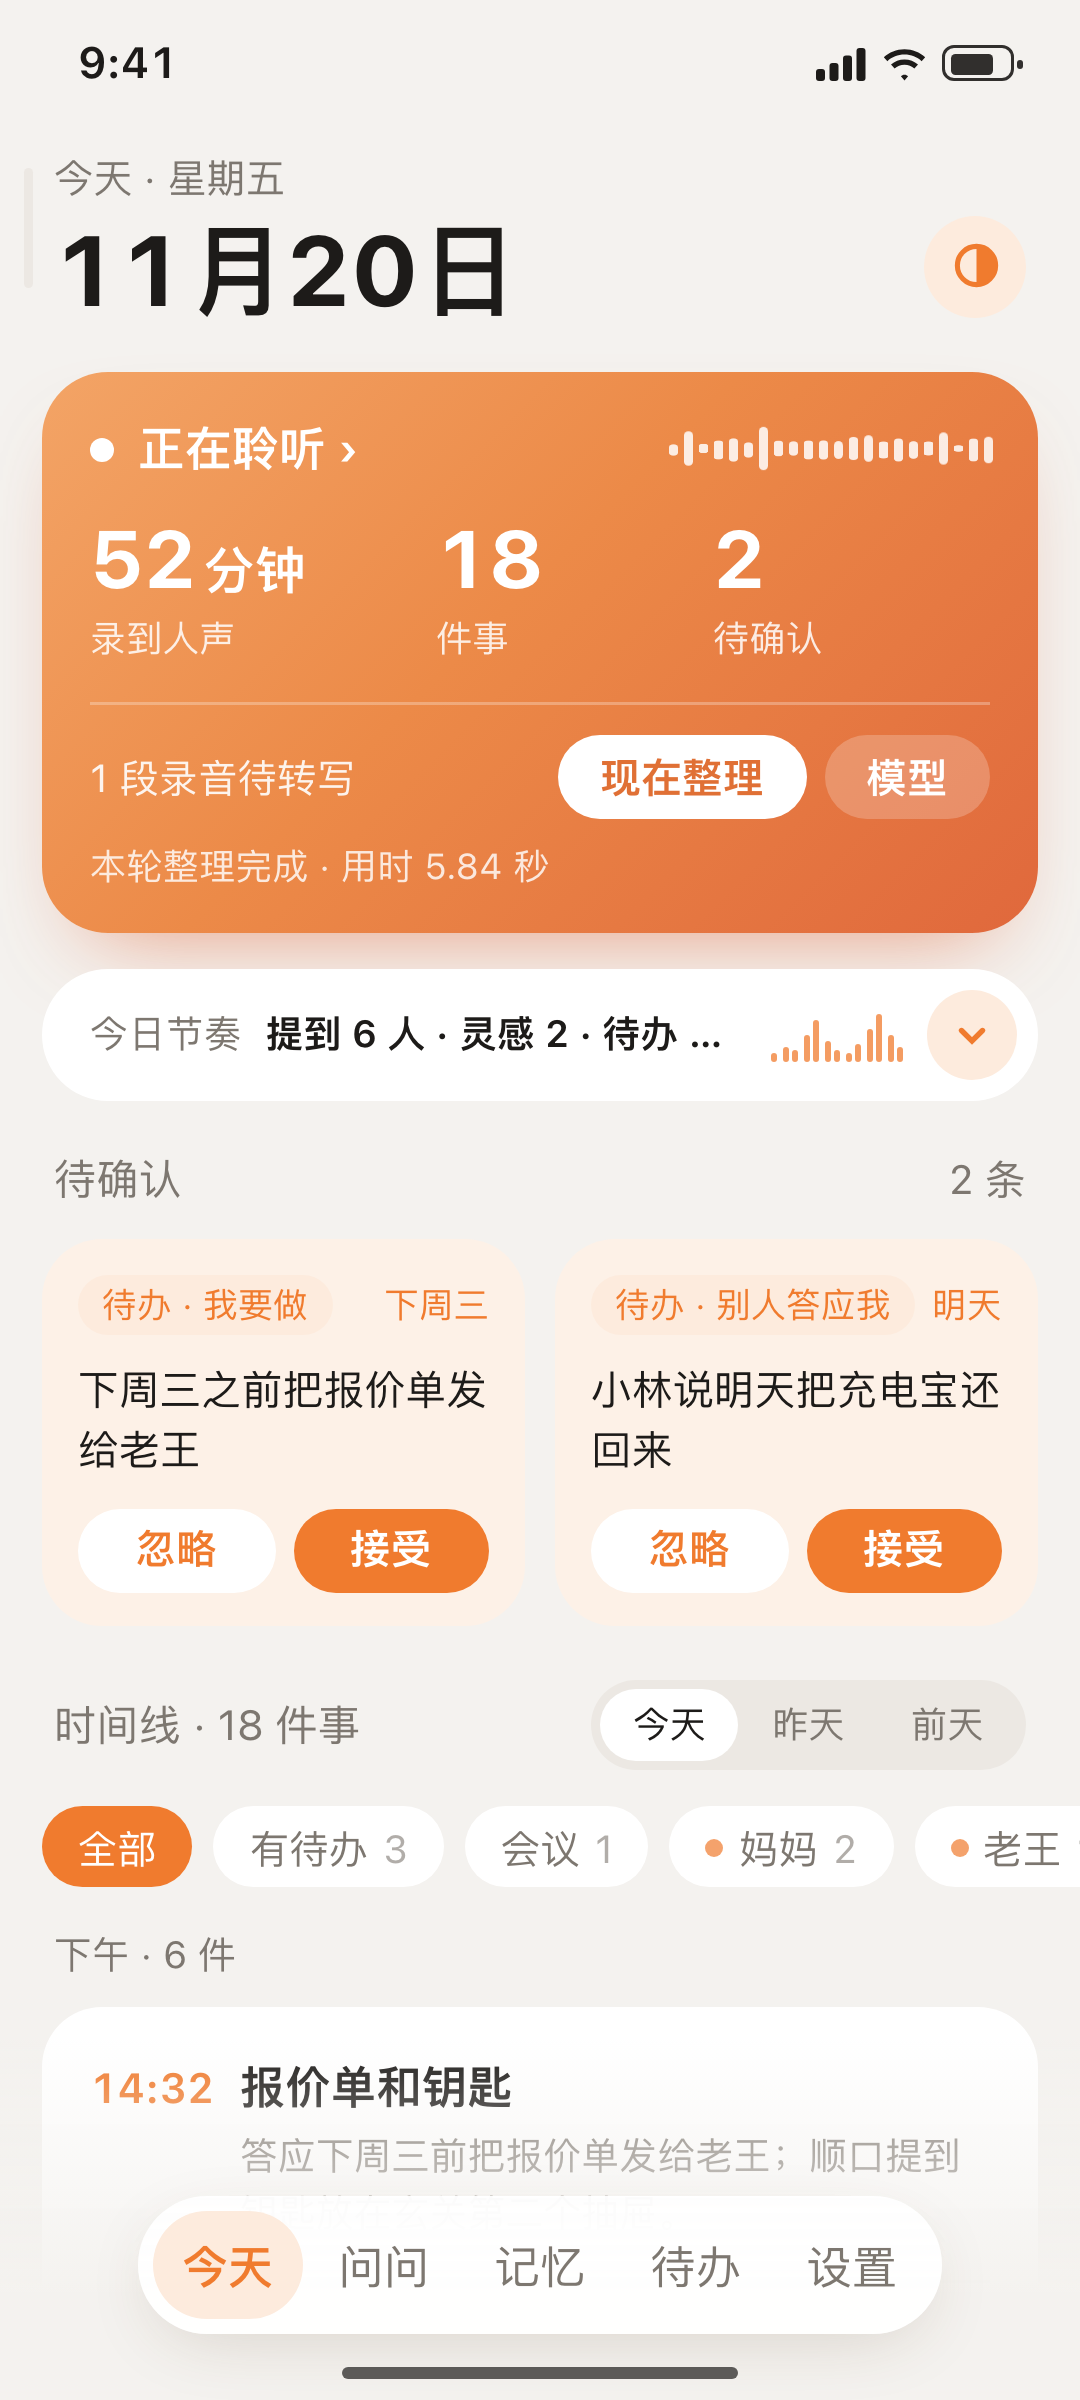 9:41
今天 · 星期五
11月20日
正在聆听 ›
52 分钟
18
2
录到人声
件事
待确认
1 段录音待转写
现在整理
模型
本轮整理完成 · 用时 5.84 秒
今日节奏 提到 6 人 · 灵感 2 · 待办 ...
待确认
2 条
待办 · 我要做
下周三
下周三之前把报价单发
给老王
忽略
接受
待办 · 别人答应我
明天
小林说明天把充电宝还
回来
忽略
接受
时间线 · 18 件事
今天
昨天
前天
全部
有待办 3
会议 1
妈妈 2
老王
下午 · 6 件
14:32 报价单和钥匙
答应下周三前把报价单发给老王；顺口提到
今天
问问
记忆
待办
设置